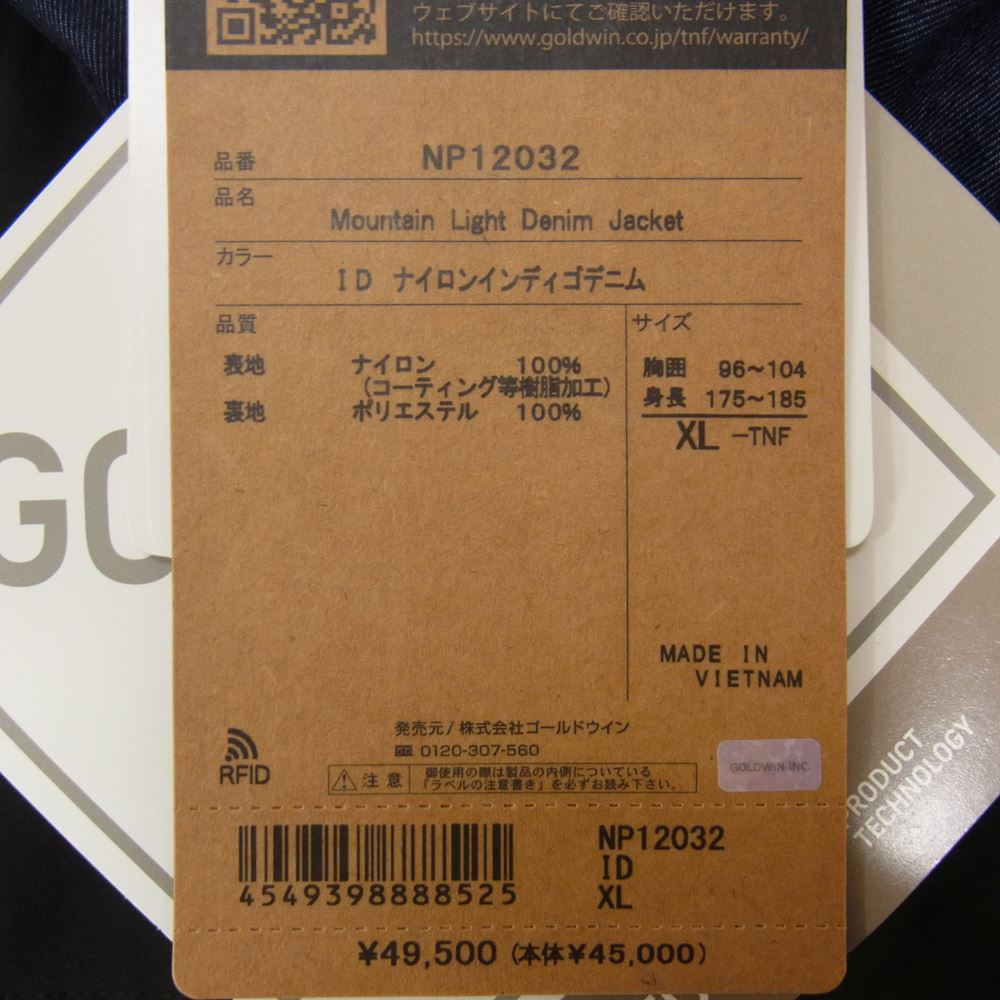 ウェブサイトにてご確認いただけます。
https://www.goldwin.co.jp/tnf/warranty/
品番 NP12032
品名
Mountain Light Denim Jacket
カラー
ID ナイロンインディゴデニム
品質
表地 ナイロン 100%
(コーティング等樹脂加工)
裏地 ポリエステル 100%
サイズ
胸囲 96~104
身長 175~185
XL -TNF
MADE IN
VIETNAM
発売元/株式会社ゴールドウイン
0120-307-560
RFID
注意 御使用の際は製品の内側についている
「ラベルの注意書き」を必ずお読み下さい。
GOLDWIN INC.
4549398888525
NP12032
ID
XL
¥49,500 (本体¥45,000)
GO
PRODUCT
TECHNOLOGY